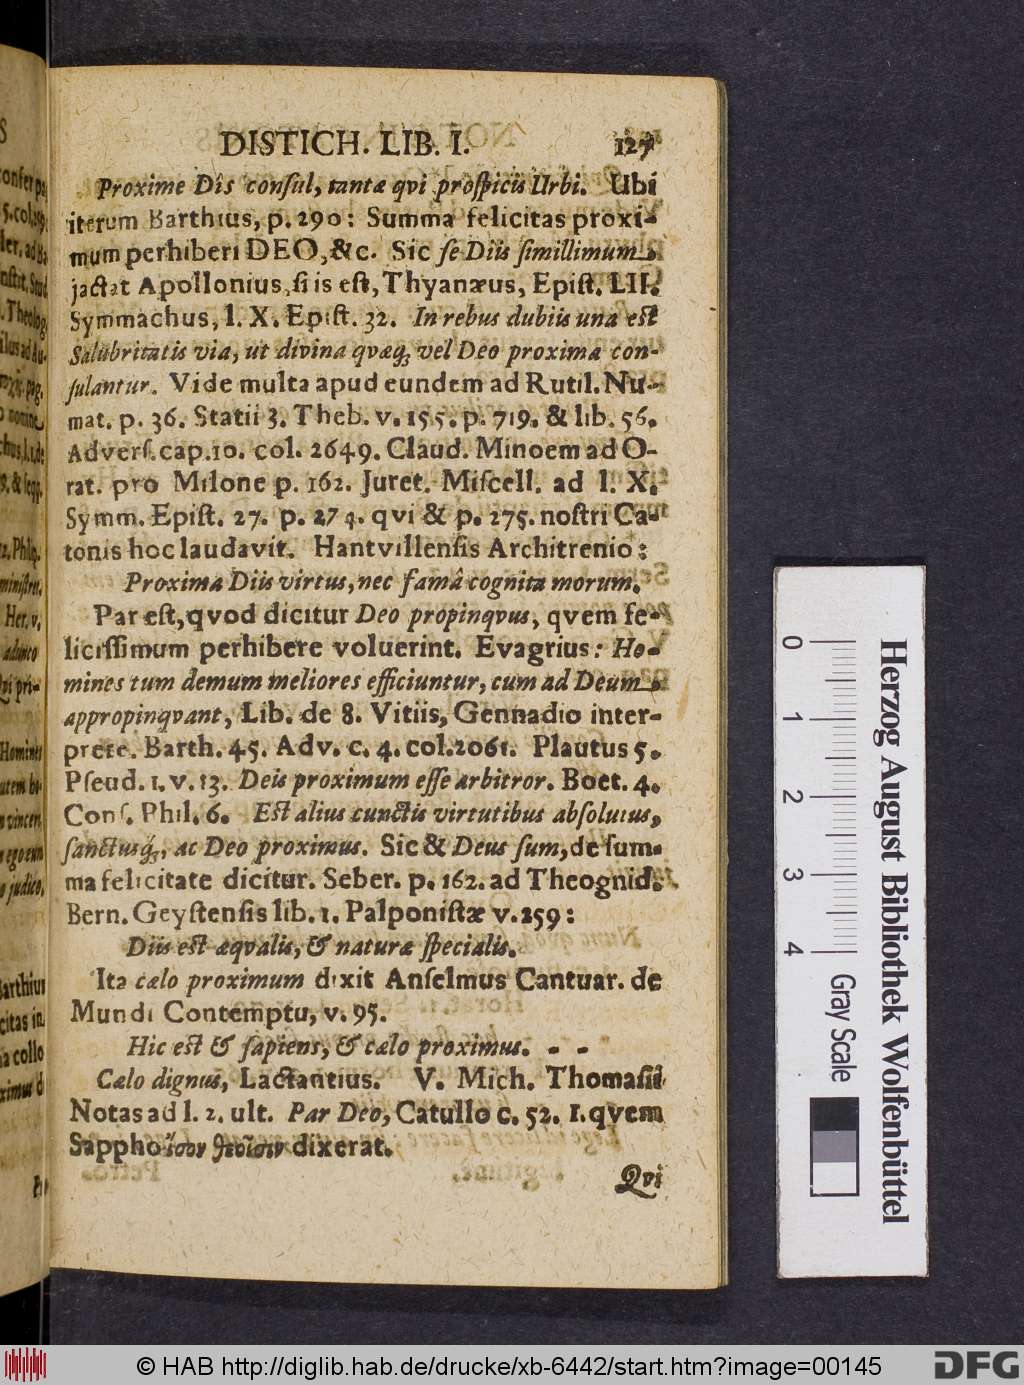 DISTICH. LIB. I. 127
Proxime Dis conſul, tantæ qvi proſpicis Urbi. Ubi
iterum Barthius, p. 290: Summa felicitas proxi-
mum perhiberi DEO, &c. Sic ſe Diis ſimillimum
jactat Apollonius, ſi is eſt, Thyanæus, Epiſt. LII.
Symmachus, l. X. Epiſt. 32. In rebus dubiis una eſt
Salubritatis via, ut divina qvæq; vel Deo proxima con-
ſulantur. Vide multa apud eundem ad Rutil. Nu-
mat. p. 36. Statii 3. Theb. v. 155. p. 719. & lib. 56.
Adverſ. cap. 10. col. 2649. Claud. Minoem ad O-
rat. pro Milone p. 162. Juret. Miſcell. ad l. X.
Symm. Epiſt. 27. p. 274. qvi & p. 275. noſtri Ca-
tonis hoc laudavit. Hantvillenſis Architrenio:
Proxima Diis virtus, nec famâ cognita morum.
Par eſt, qvod dicitur Deo propinqvus, qvem fe-
liciſſimum perhibere voluerint. Evagrius: Ho-
mines tum demum meliores efficiuntur, cum ad Deum
appropinqvant, Lib. de 8. Vitiis, Gennadio inter-
prete. Barth. 45. Adv. c. 4. col. 2061. Plautus 5.
Pſeud. 1. v. 13. Deis proximum eſſe arbitror. Boet. 4.
Conſ. Phil. 6. Eſt alius cunctis virtutibus abſolutus,
ſanctusq;, ac Deo proximus. Sic & Deus ſum, de ſum-
ma felicitate dicitur. Seber. p. 162. ad Theognid.
Bern. Geyſtenſis lib. 1. Palponiſtæ v. 259:
Diis eſt æqvalis, & naturæ ſpecialis.
Ita cælo proximum dixit Anſelmus Cantuar. de
Mundi Contemptu, v. 95.
Hic eſt & ſapiens, & cælo proximus. - -
Cælo dignus, Lactantius. V. Mich. Thomaſii
Notas ad l. 2. ult. Par Deo, Catullo c. 52. 1. qvem
Sappho ἴσον θεοῖσιν dixerat.
Qvi
0 1 2 3 4
Herzog August Bibliothek Wolfenbüttel
Gray Scale
© HAB http://diglib.hab.de/drucke/xb-6442/start.htm?image=00145
DFG